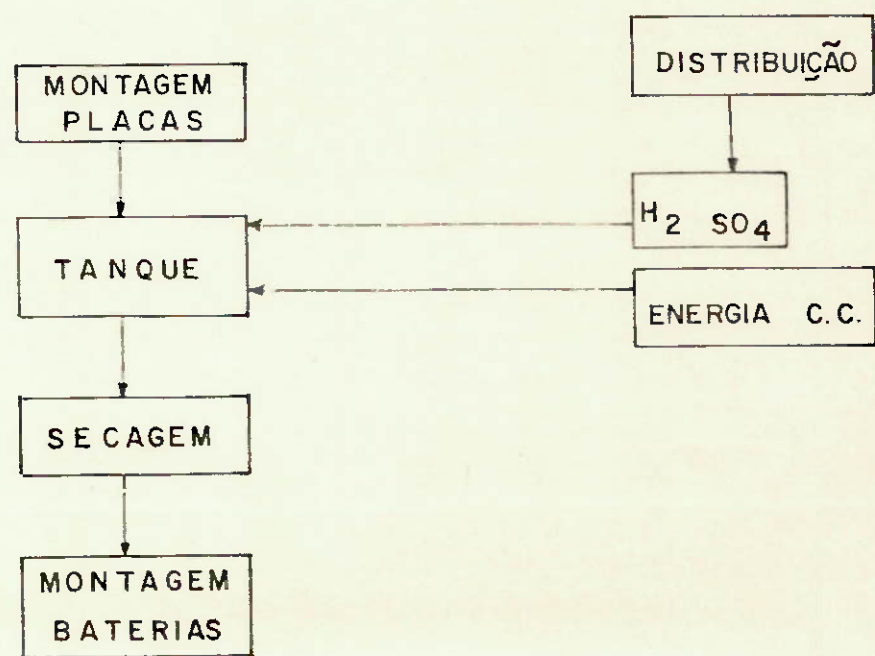 MONTAGEM
PLACAS
DISTRIBUIÇÃO
H2 SO4
TANQUE
ENERGIA C.C.
SECAGEM
MONTAGEM
BATERIAS